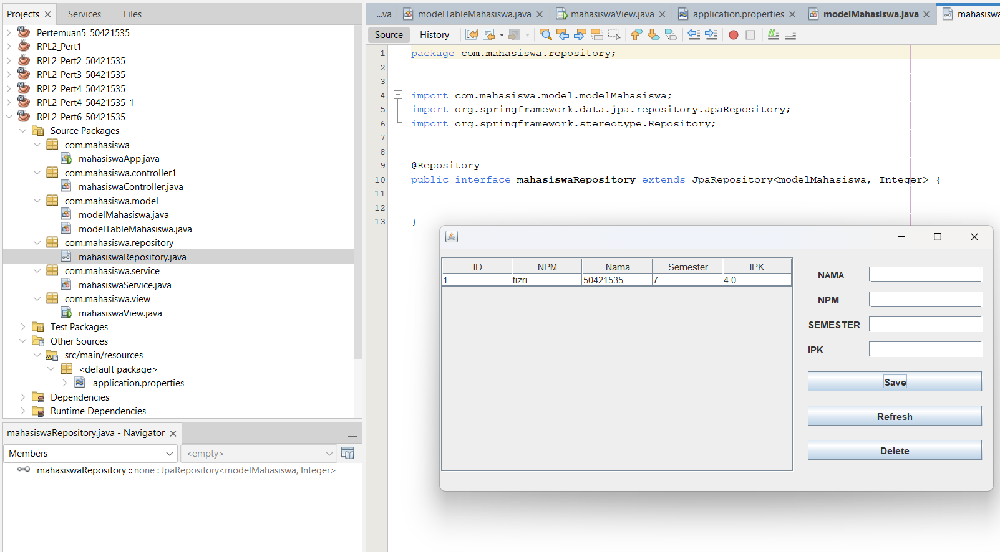 Projects
Services
Files
Pertemuan5_50421535
RPL2_Pert1
RPL2_Pert2_50421535
RPL2_Pert3_50421535
RPL2_Pert4_50421535
RPL2_Pert4_50421535_1
RPL2_Pert6_50421535
Source Packages
com.mahasiswa
mahasiswaApp.java
com.mahasiswa.controller1
mahasiswaController.java
com.mahasiswa.model
modelMahasiswa.java
modelTableMahasiswa.java
com.mahasiswa.repository
mahasiswaRepository.java
com.mahasiswa.service
mahasiswaService.java
com.mahasiswa.view
mahasiswaView.java
Test Packages
Other Sources
src/main/resources
<default package>
application.properties
Dependencies
Runtime Dependencies
mahasiswaRepository.java - Navigator
Members
<empty>
mahasiswaRepository :: none : JpaRepository<modelMahasiswa, Integer>
...va modelTableMahasiswa.java mahasiswaView.java application.properties modelMahasiswa.java mahasiswa
Source History
1 package com.mahasiswa.repository;
2
3
4 import com.mahasiswa.model.modelMahasiswa;
5 import org.springframework.data.jpa.repository.JpaRepository;
6 import org.springframework.stereotype.Repository;
7
8
9 @Repository
10 public interface mahasiswaRepository extends JpaRepository<modelMahasiswa, Integer> {
11
12
13 }
ID NPM Nama Semester IPK
1 fizri 50421535 7 4.0
NAMA
NPM
SEMESTER
IPK
Save
Refresh
Delete